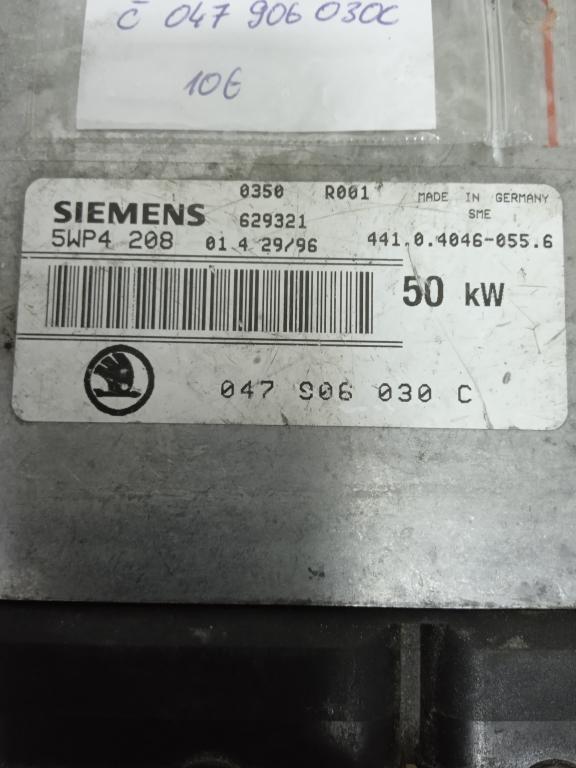 č 047 906 030C
10€
0350 R001
MADE IN GERMANY
SIEMENS 629321 SME
5WP4 208 01 4 29/96 441.0.4046-055.6
50 kW
047 906 030 C